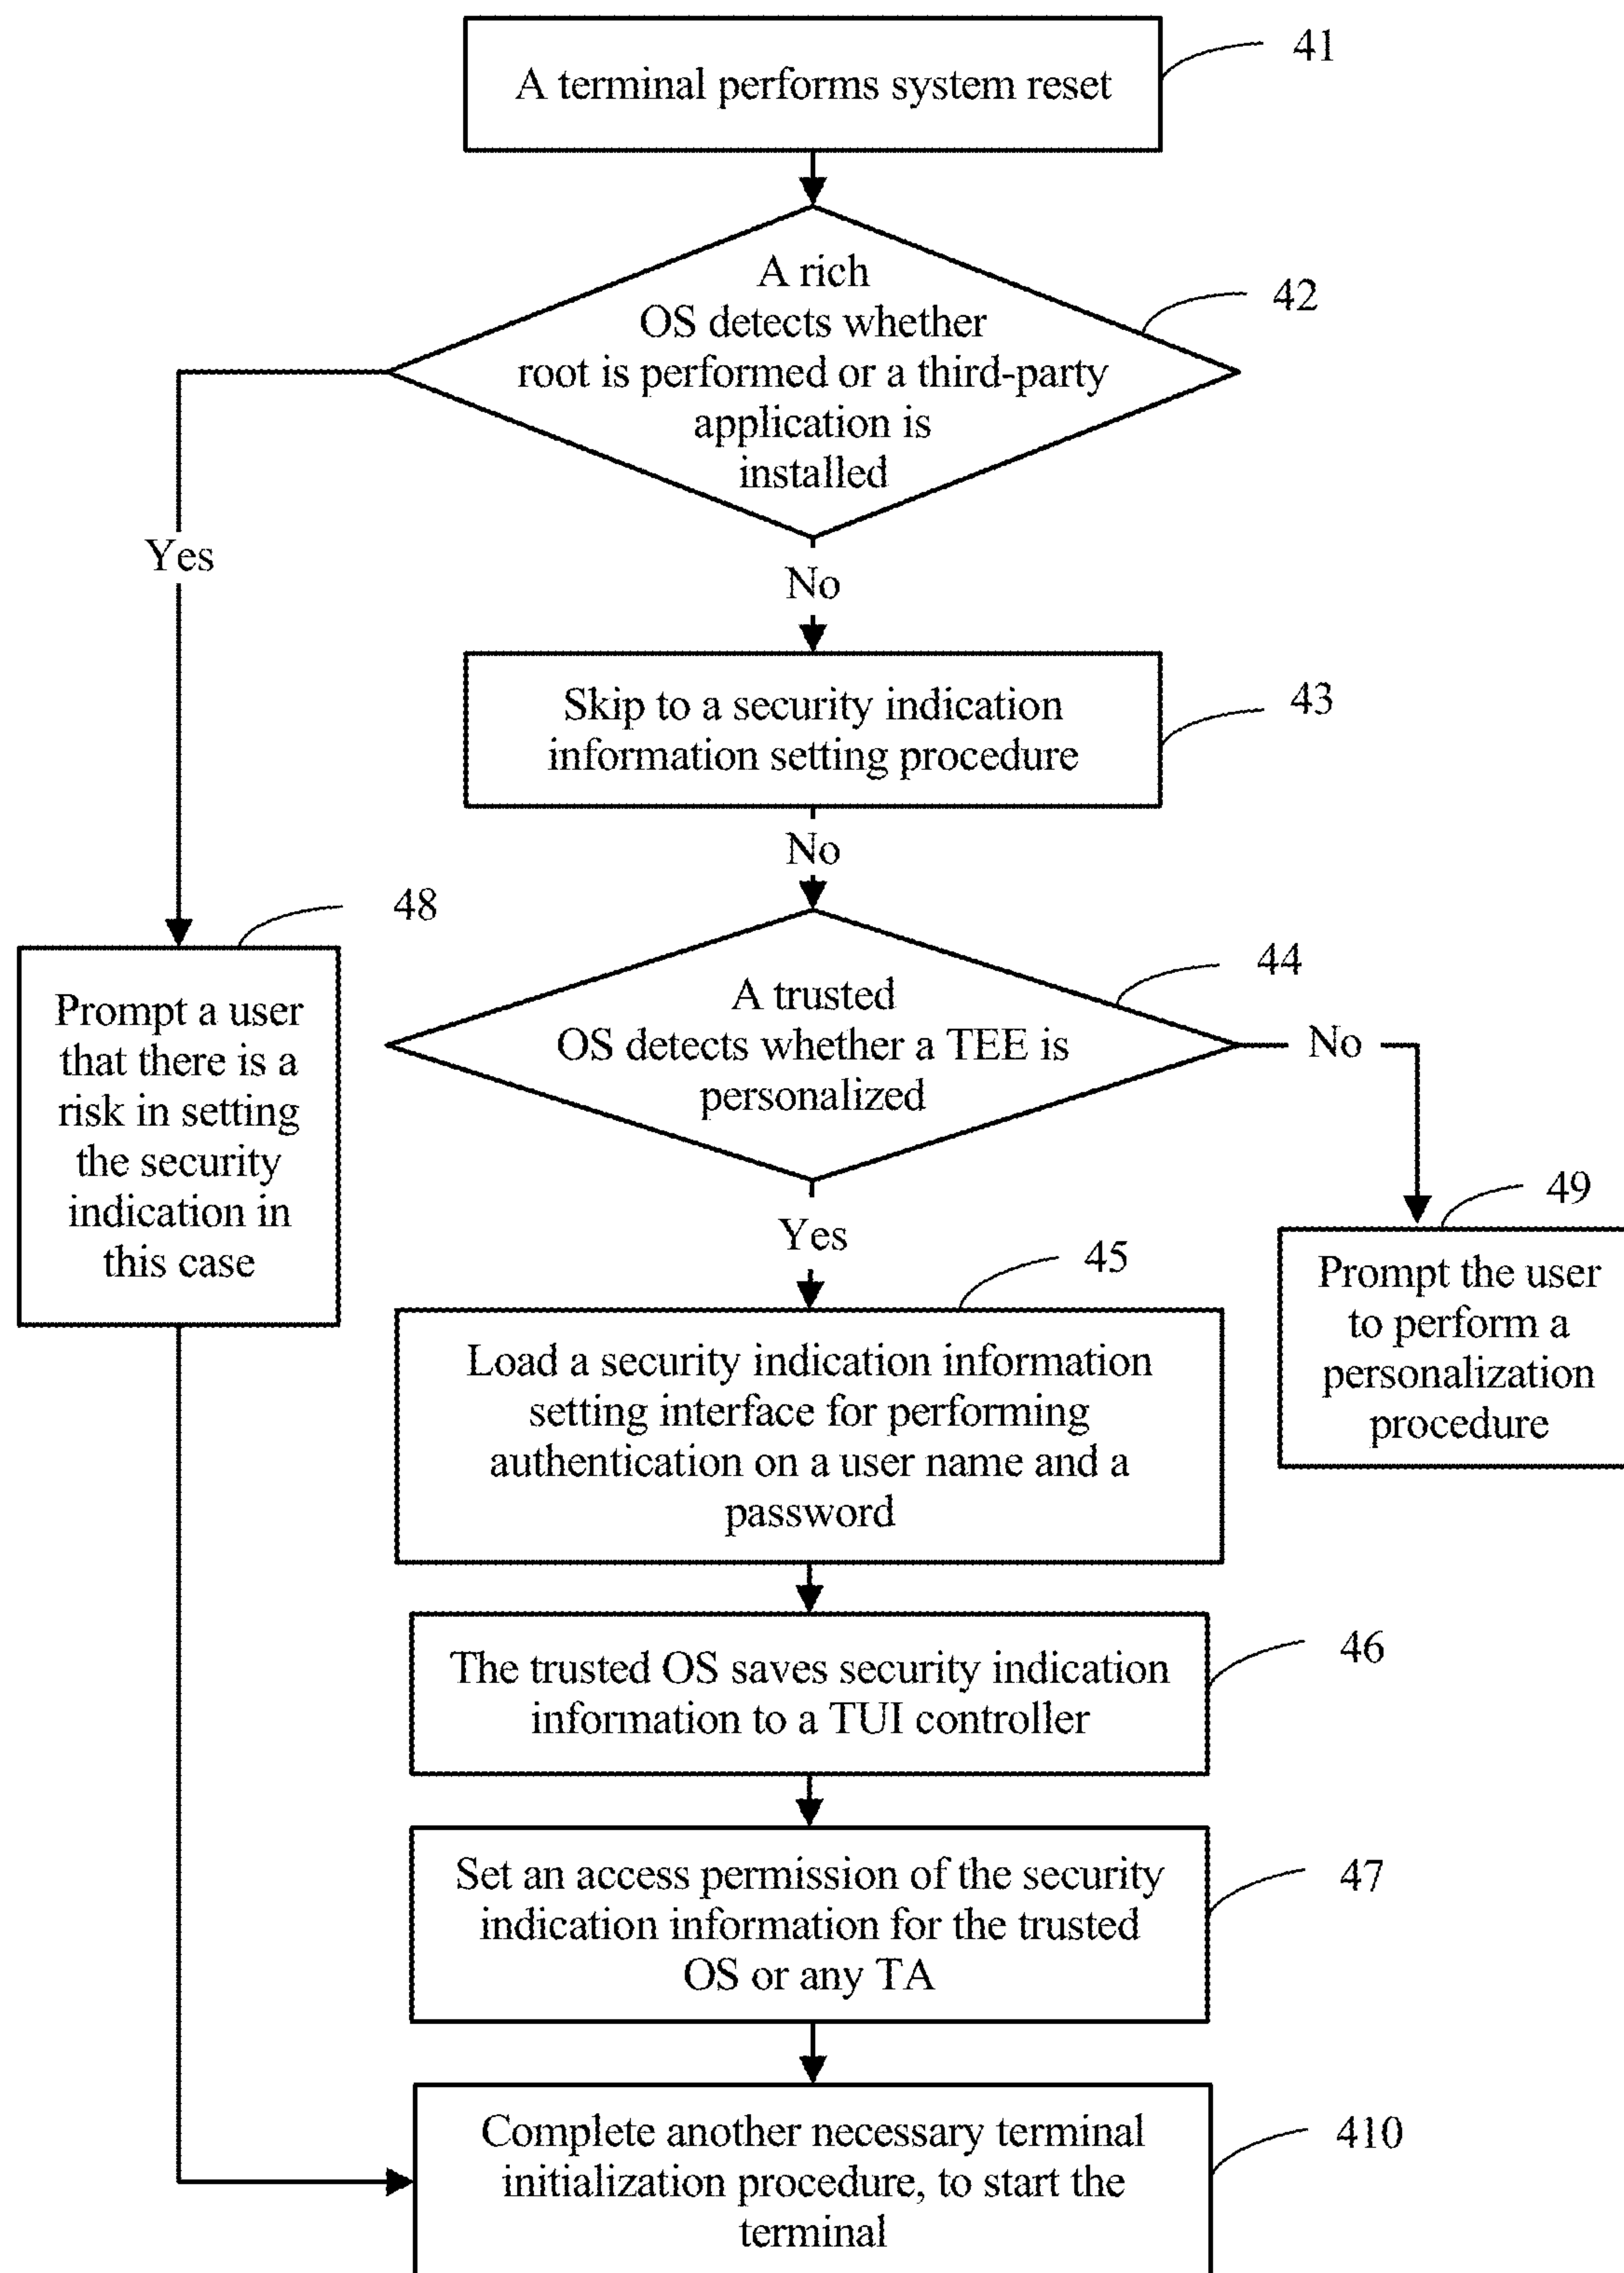 A terminal performs system reset
41
A rich
OS detects whether
root is performed or a third-party
application is
installed
42
Yes
No
Skip to a security indication
information setting procedure
43
No
48
Prompt a user
that there is a
risk in setting
the security
indication in
this case
A trusted
OS detects whether a TEE is
personalized
44
No
Yes
49
Prompt the user
to perform a
personalization
procedure
45
Load a security indication information
setting interface for performing
authentication on a user name and a
password
The trusted OS saves security indication
information to a TUI controller
46
Set an access permission of the security
indication information for the trusted
OS or any TA
47
Complete another necessary terminal
initialization procedure, to start the
terminal
410